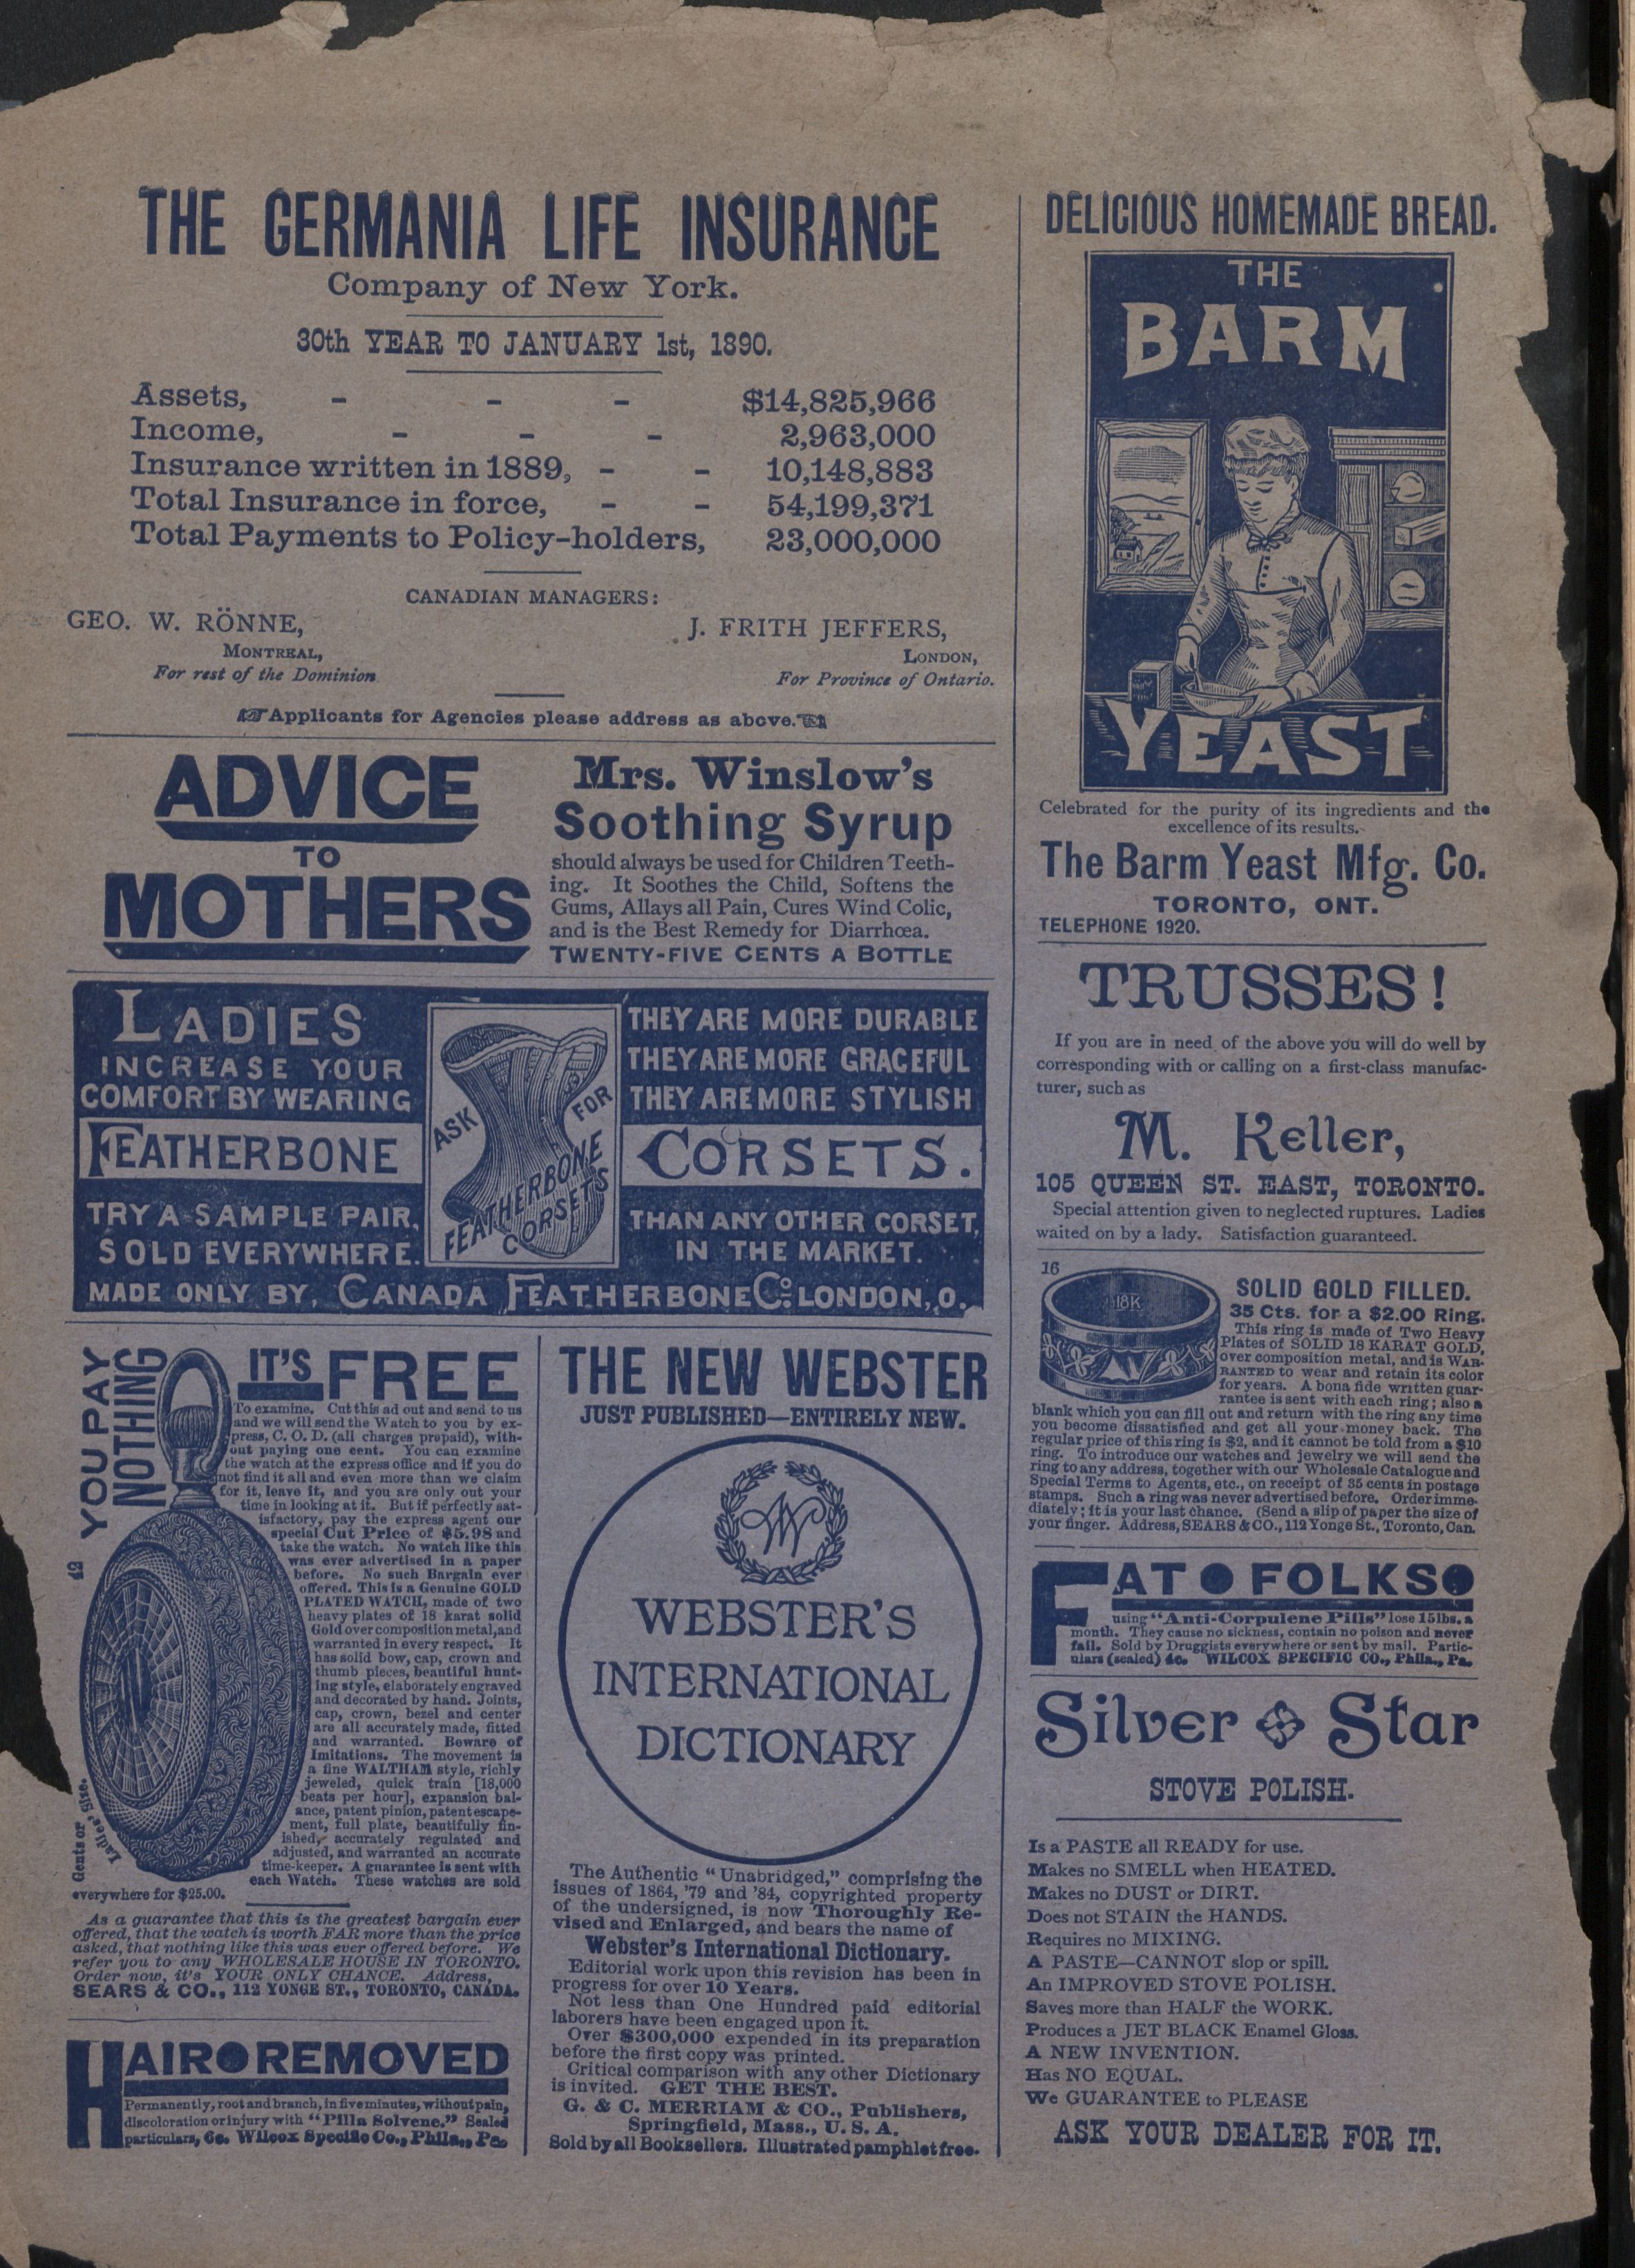 THE GERMANIA LIFE INSURANCE
Company of New York.
30th YEAR TO JANUARY 1st, 1890.
Assets, - - - $14,825,966
Income, - - - 2,963,000
Insurance written in 1889, - - 10,148,883
Total Insurance in force, - - 54,199,371
Total Payments to Policy-holders, 23,000,000
CANADIAN MANAGERS:
GEO. W. RÖNNE,
MONTREAL,
For rest of the Dominion
J. FRITH JEFFERS,
LONDON,
For Province of Ontario.
☞Applicants for Agencies please address as above.☜
ADVICE
TO
MOTHERS
Mrs. Winslow's
Soothing Syrup
should always be used for Children Teeth-
ing. It Soothes the Child, Softens the
Gums, Allays all Pain, Cures Wind Colic,
and is the Best Remedy for Diarrhœa.
TWENTY-FIVE CENTS A BOTTLE
LADIES
INCREASE YOUR
COMFORT BY WEARING
FEATHERBONE
TRY A SAMPLE PAIR.
SOLD EVERYWHERE.
ASK FOR
FEATHERBONE
CORSETS
THEY ARE MORE DURABLE
THEY ARE MORE GRACEFUL
THEY ARE MORE STYLISH
CORSETS.
THAN ANY OTHER CORSET,
IN THE MARKET.
MADE ONLY BY, CANADA FEATHERBONE Co. LONDON, O.
YOU PAY
NOTHING
42
Gents or
Ladies' Size.
IT'S FREE
To examine. Cut this ad out and send to us
and we will send the Watch to you by ex-
press, C. O. D. (all charges prepaid), with-
out paying one cent. You can examine
the watch at the express office and if you do
not find it all and even more than we claim
for it, leave it, and you are only out your
time in looking at it. But if perfectly sat-
isfactory, pay the express agent our
special Cut Price of $5.98 and
take the watch. No watch like this
was ever advertised in a paper
before. No such Bargain ever
offered. This is a Genuine GOLD
PLATED WATCH, made of two
heavy plates of 18 karat solid
Gold over composition metal, and
warranted in every respect. It
has solid bow, cap, crown and
thumb pieces, beautiful hunt-
ing style, elaborately engraved
and decorated by hand. Joints,
cap, crown, bezel and center
are all accurately made, fitted
and warranted. Beware of
Imitations. The movement is
a fine WALTHAM style, richly
jeweled, quick train [18,000
beats per hour], expansion bal-
ance, patent pinion, patent escape-
ment, full plate, beautifully fin-
ished, accurately regulated and
adjusted, and warranted an accurate
time-keeper. A guarantee is sent with
each Watch. These watches are sold
everywhere for $25.00.
As a guarantee that this is the greatest bargain ever
offered, that the watch is worth FAR more than the price
asked, that nothing like this was ever offered before. We
refer you to any WHOLESALE HOUSE IN TORONTO.
Order now, it's YOUR ONLY CHANCE. Address,
SEARS & CO., 112 YONGE ST., TORONTO, CANADA.
HAIR REMOVED
Permanently, root and branch, in five minutes, without pain,
discoloration or injury with "Pilla Solvene." Sealed
particulars, 6c. Wilcox Specific Co., Phila., Pa.
THE NEW WEBSTER
JUST PUBLISHED—ENTIRELY NEW.
W
WEBSTER'S
INTERNATIONAL
DICTIONARY
The Authentic "Unabridged," comprising the
issues of 1864, '79 and '84, copyrighted property
of the undersigned, is now Thoroughly Re-
vised and Enlarged, and bears the name of
Webster's International Dictionary.
Editorial work upon this revision has been in
progress for over 10 Years.
Not less than One Hundred paid editorial
laborers have been engaged upon it.
Over $300,000 expended in its preparation
before the first copy was printed.
Critical comparison with any other Dictionary
is invited. GET THE BEST.
G. & C. MERRIAM & CO., Publishers,
Springfield, Mass., U. S. A.
Sold by all Booksellers. Illustrated pamphlet free.
DELICIOUS HOMEMADE BREAD.
THE
BARM
YEAST
Celebrated for the purity of its ingredients and the
excellence of its results.
The Barm Yeast Mfg. Co.
TORONTO, ONT.
TELEPHONE 1920.
TRUSSES!
If you are in need of the above you will do well by
corresponding with or calling on a first-class manufac-
turer, such as
M. Keller,
105 QUEEN ST. EAST, TORONTO.
Special attention given to neglected ruptures. Ladies
waited on by a lady. Satisfaction guaranteed.
16
18K
SOLID GOLD FILLED.
35 Cts. for a $2.00 Ring.
This ring is made of Two Heavy
Plates of SOLID 18 KARAT GOLD,
over composition metal, and is WAR-
RANTED to wear and retain its color
for years. A bona fide written guar-
rantee is sent with each ring; also a
blank which you can fill out and return with the ring any time
you become dissatisfied and get all your money back. The
regular price of this ring is $2, and it cannot be told from a $10
ring. To introduce our watches and jewelry we will send the
ring to any address, together with our Wholesale Catalogue and
Special Terms to Agents, etc., on receipt of 35 cents in postage
stamps. Such a ring was never advertised before. Order imme-
diately; it is your last chance. (Send a slip of paper the size of
your finger. Address, SEARS & CO., 112 Yonge St., Toronto, Can.
FAT FOLKS
using "Anti-Corpulene Pills" lose 15lbs. a
month. They cause no sickness, contain no poison and never
fail. Sold by Druggists everywhere or sent by mail. Partic-
ulars (sealed) 4c. WILCOX SPECIFIC CO., Phila., Pa.
Silver Star
STOVE POLISH.
Is a PASTE all READY for use.
Makes no SMELL when HEATED.
Makes no DUST or DIRT.
Does not STAIN the HANDS.
Requires no MIXING.
A PASTE—CANNOT slop or spill.
An IMPROVED STOVE POLISH.
Saves more than HALF the WORK.
Produces a JET BLACK Enamel Gloss.
A NEW INVENTION.
Has NO EQUAL.
We GUARANTEE to PLEASE
ASK YOUR DEALER FOR IT.